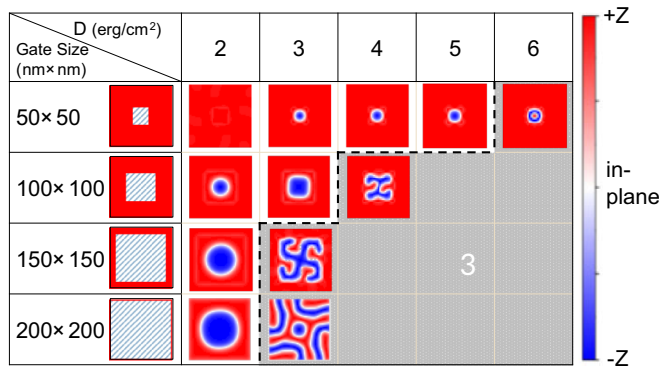 D (erg/cm²)
Gate Size
(nm×nm)
2 3 4 5 6
50×50
100×100
150×150
3
200×200
+Z
in-
plane
-Z